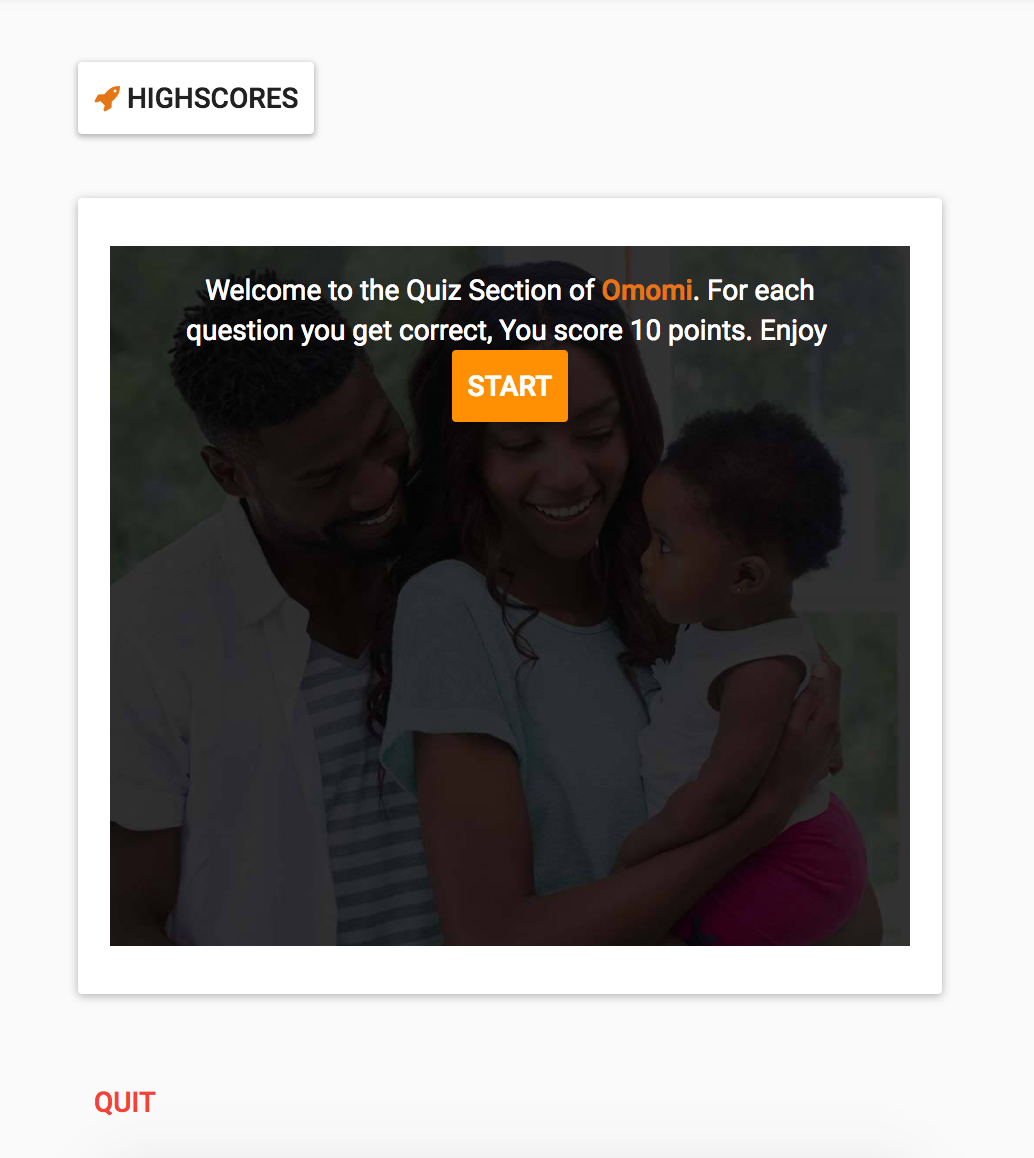 HIGHSCORES
Welcome to the Quiz Section of Omomi. For each
question you get correct, You score 10 points. Enjoy
START
QUIT